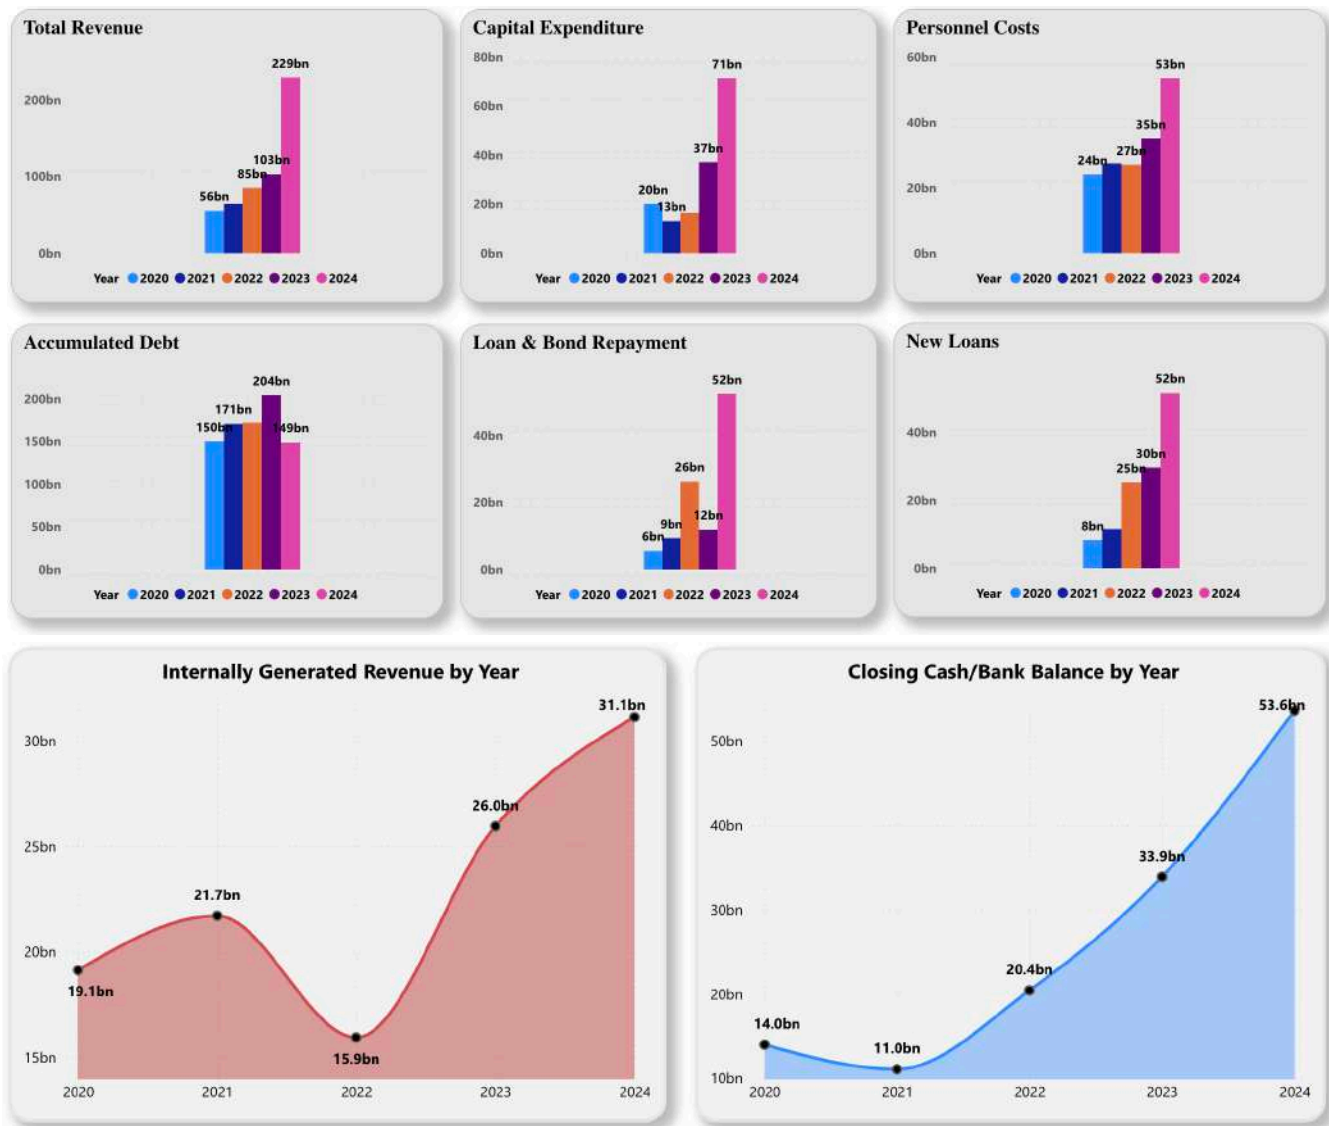 Total Revenue
200bn
100bn
0bn
56bn
85bn
103bn
229bn
Year 2020 2021 2022 2023 2024
Capital Expenditure
80bn
60bn
40bn
20bn
0bn
20bn
13bn
37bn
71bn
Year 2020 2021 2022 2023 2024
Personnel Costs
60bn
40bn
20bn
0bn
24bn
27bn
35bn
53bn
Year 2020 2021 2022 2023 2024
Accumulated Debt
200bn
150bn
100bn
50bn
0bn
150bn
171bn
204bn
149bn
Year 2020 2021 2022 2023 2024
Loan & Bond Repayment
40bn
20bn
0bn
6bn
9bn
26bn
12bn
52bn
Year 2020 2021 2022 2023 2024
New Loans
40bn
20bn
0bn
8bn
25bn
30bn
52bn
Year 2020 2021 2022 2023 2024
Internally Generated Revenue by Year
30bn
25bn
20bn
15bn
19.1bn
21.7bn
15.9bn
26.0bn
31.1bn
2020 2021 2022 2023 2024
Closing Cash/Bank Balance by Year
50bn
40bn
30bn
20bn
10bn
14.0bn
11.0bn
20.4bn
33.9bn
53.6bn
2020 2021 2022 2023 2024